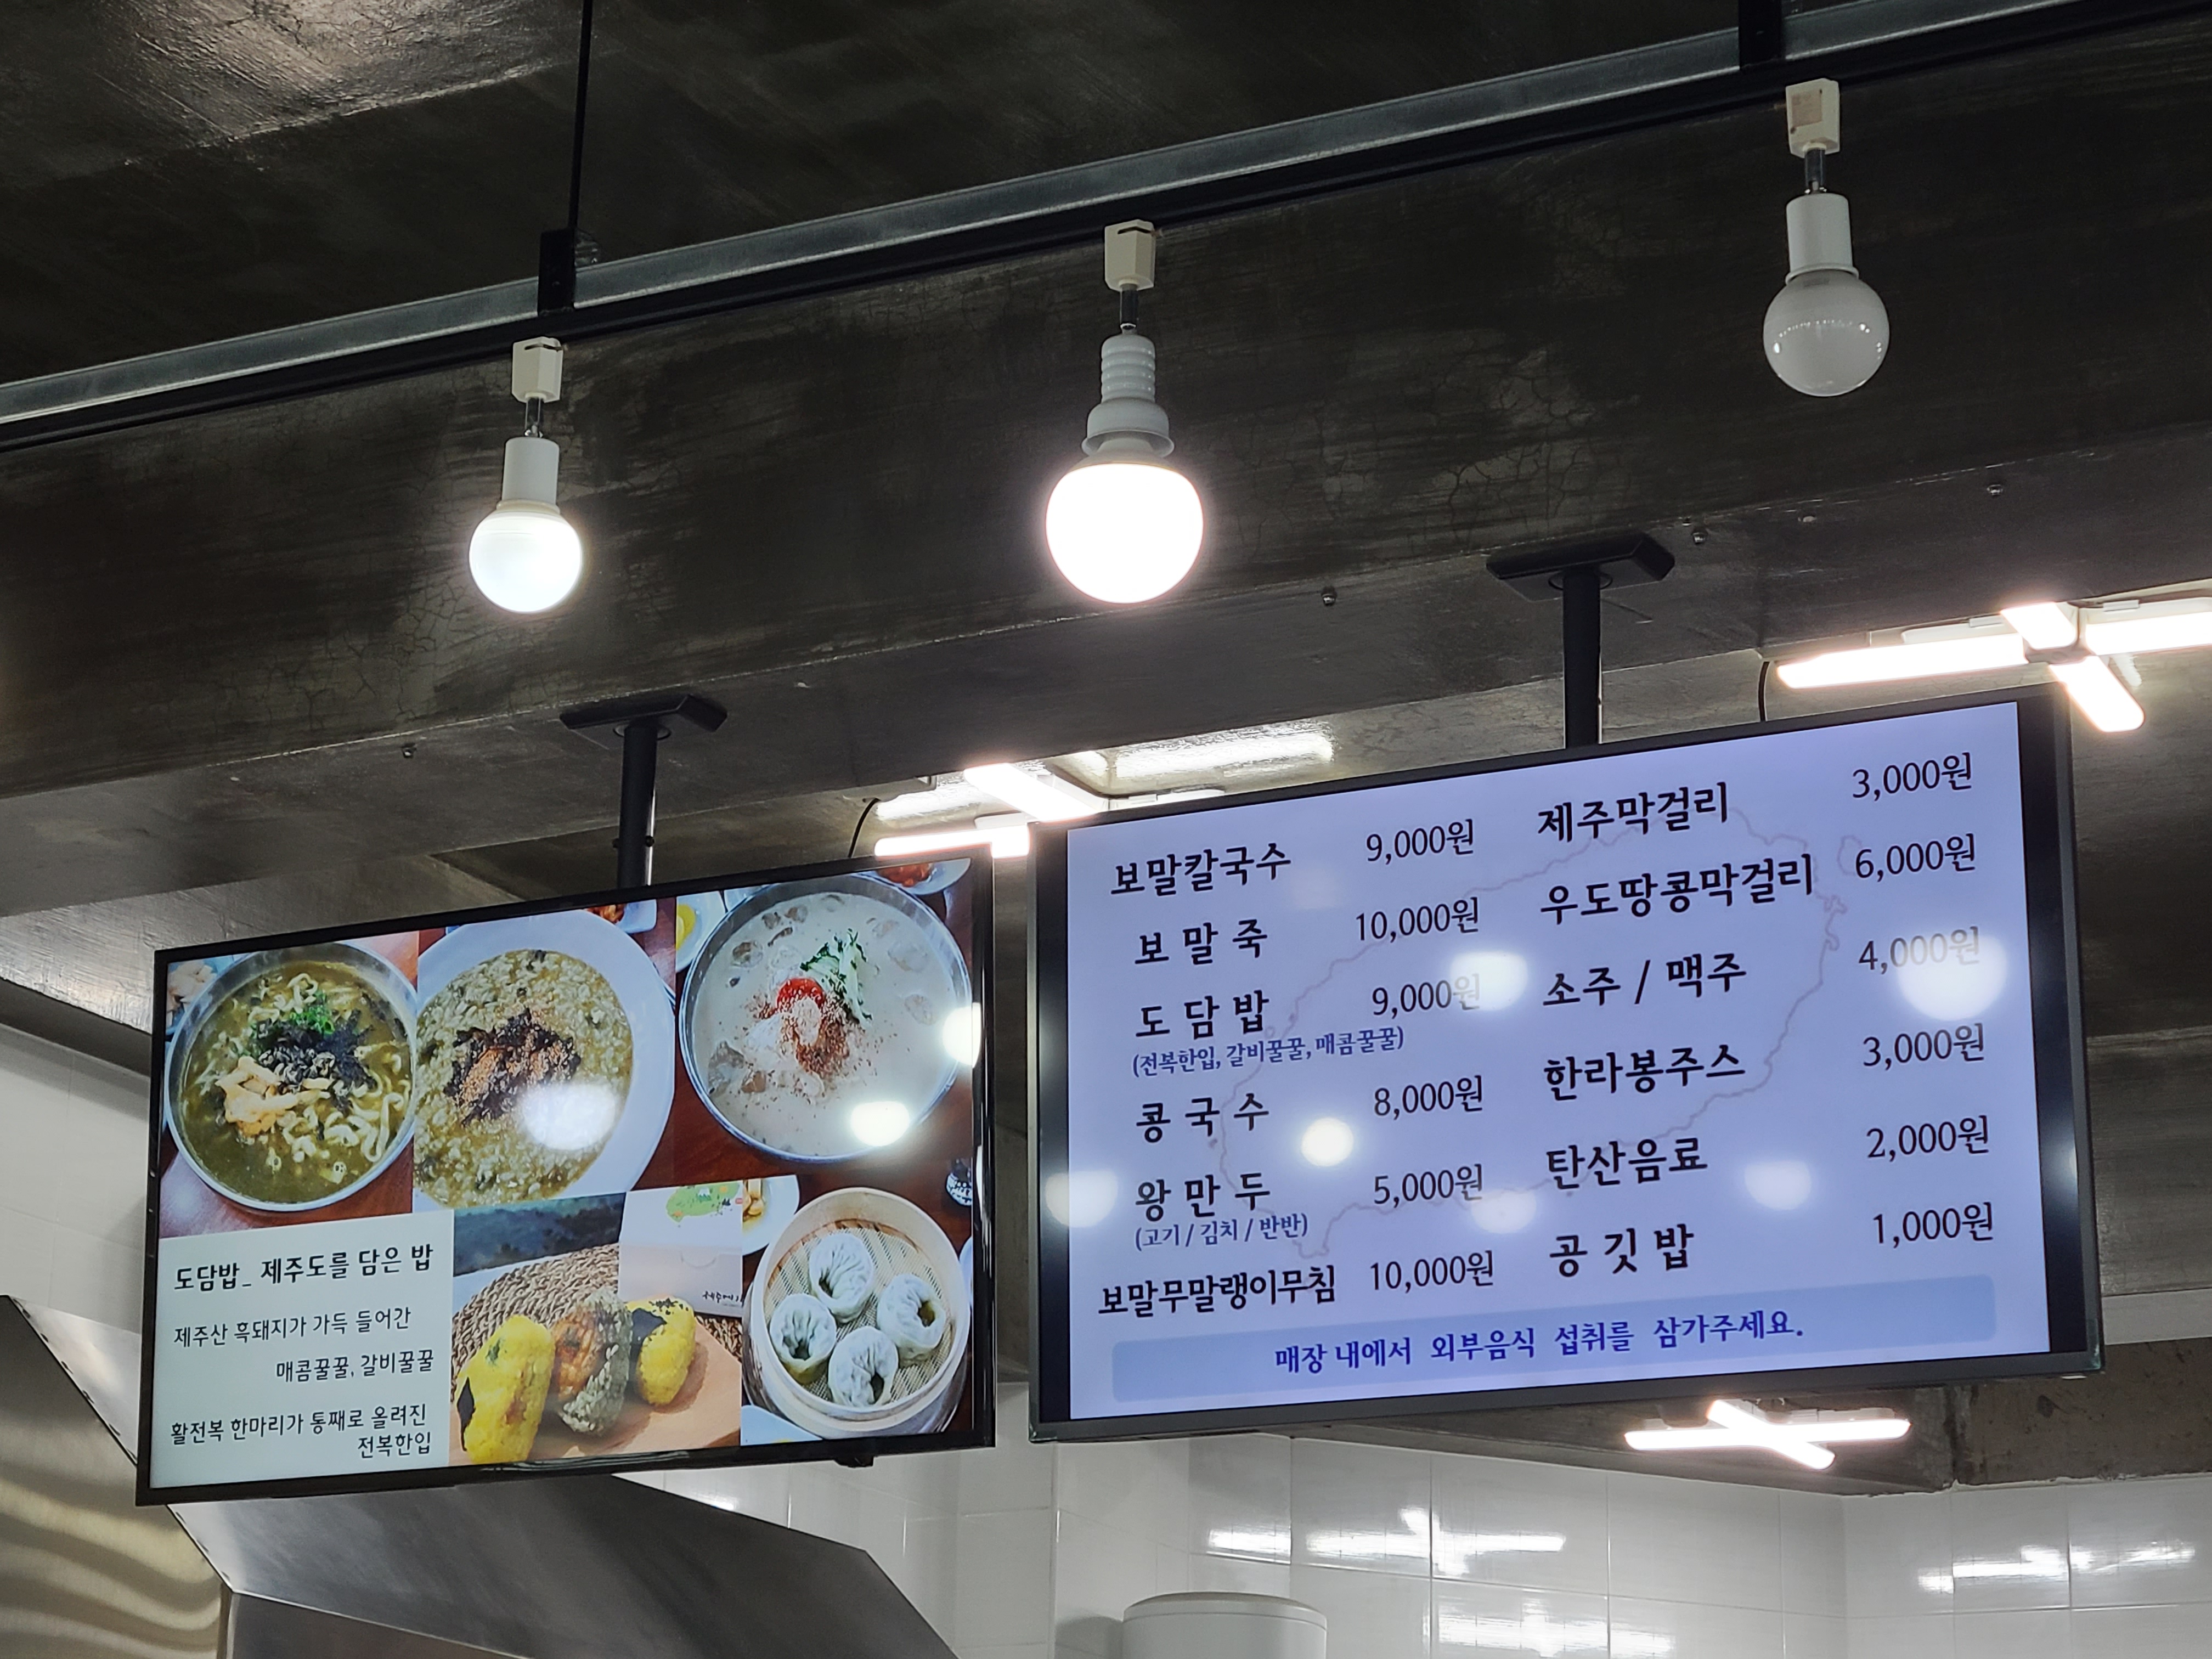 도담밥_ 제주도를 담은 밥
제주산 흑돼지가 가득 들어간
매콤꿀꿀, 갈비꿀꿀
활전복 한마리가 통째로 올려진
전복한입
보말칼국수 9,000원
보말죽 10,000원
도담밥 9,000원
(전복한입, 갈비꿀꿀, 매콤꿀꿀)
콩국수 8,000원
왕만두 5,000원
(고기 / 김치 / 반반)
보말무말랭이무침 10,000원
제주막걸리 3,000원
우도땅콩막걸리 6,000원
소주 / 맥주 4,000원
한라봉주스 3,000원
탄산음료 2,000원
공깃밥 1,000원
매장 내에서 외부음식 섭취를 삼가주세요.